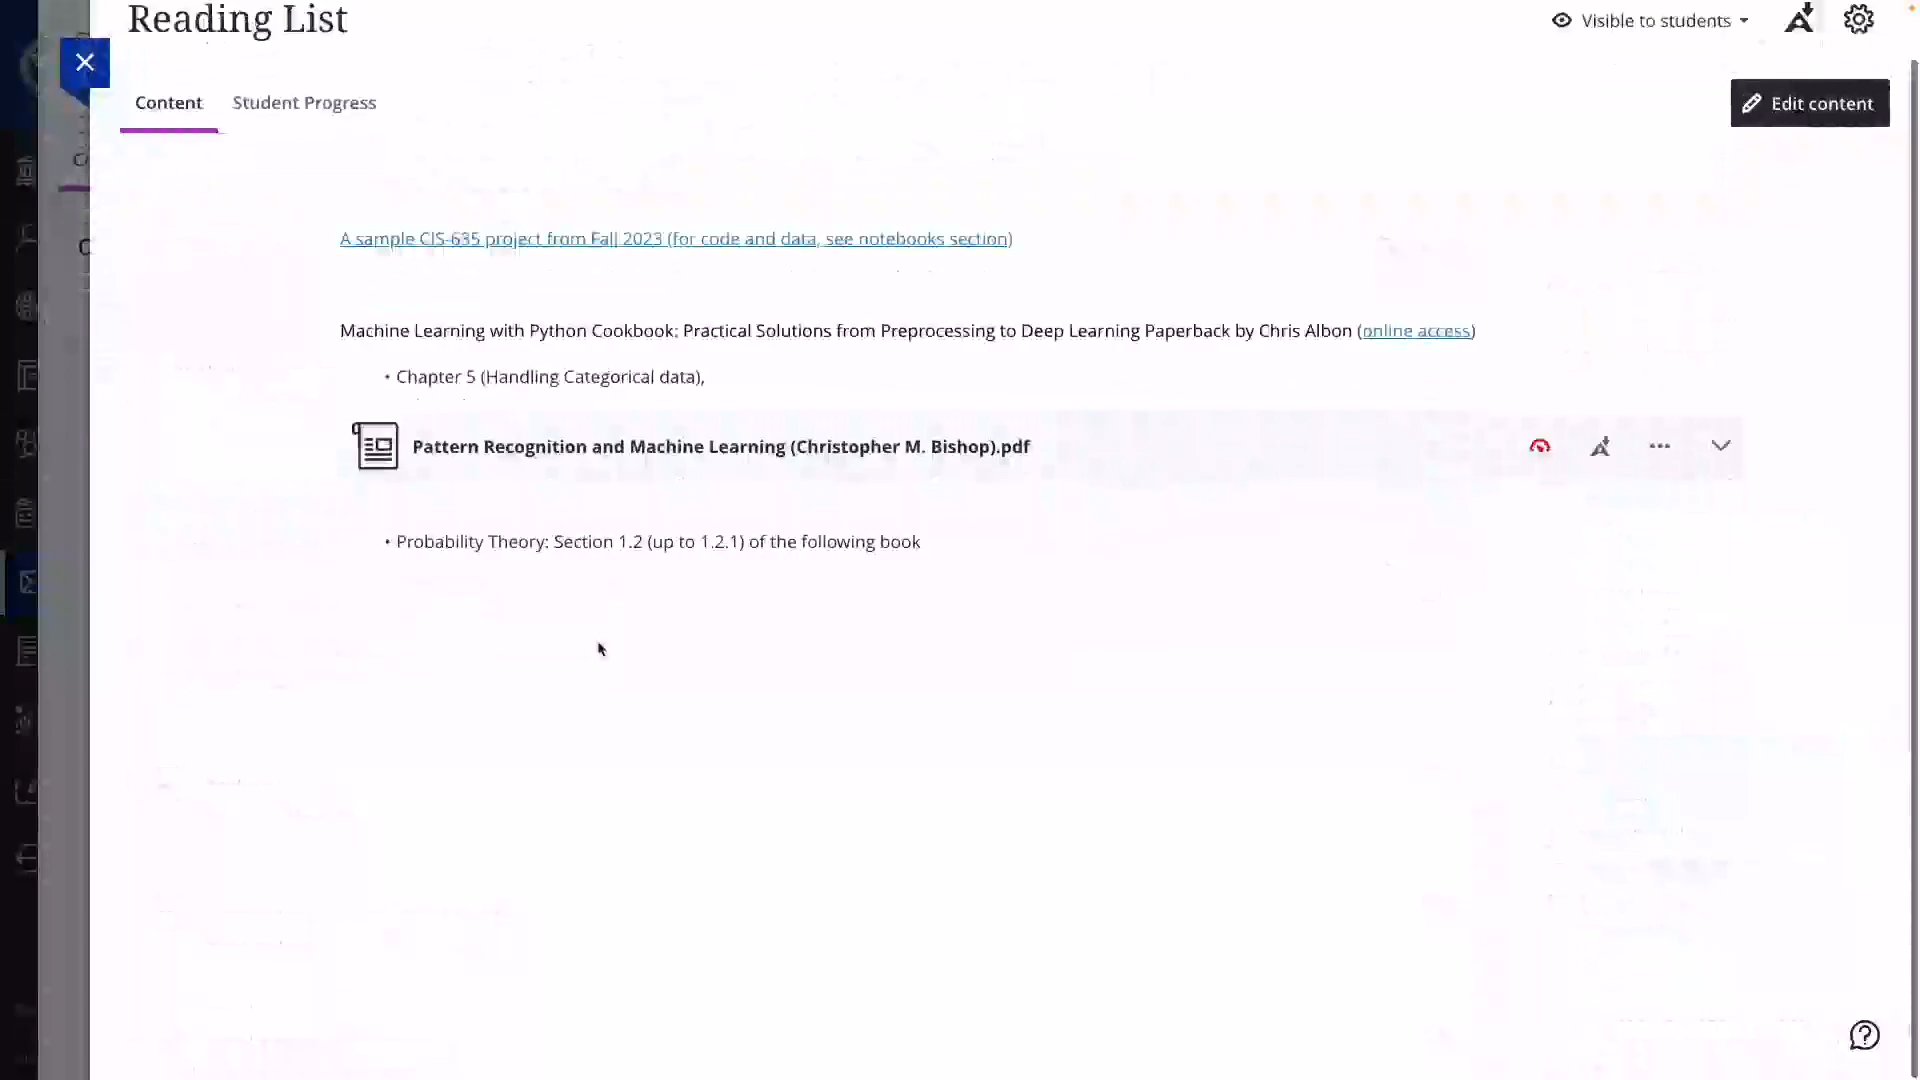 Reading List
Visible to students
Content
Student Progress
Edit content
A sample CIS-635 project from Fall 2023 (for code and data, see notebooks section)
Machine Learning with Python Cookbook: Practical Solutions from Preprocessing to Deep Learning Paperback by Chris Albon (online access)
• Chapter 5 (Handling Categorical data),
Pattern Recognition and Machine Learning (Christopher M. Bishop).pdf
• Probability Theory: Section 1.2 (up to 1.2.1) of the following book